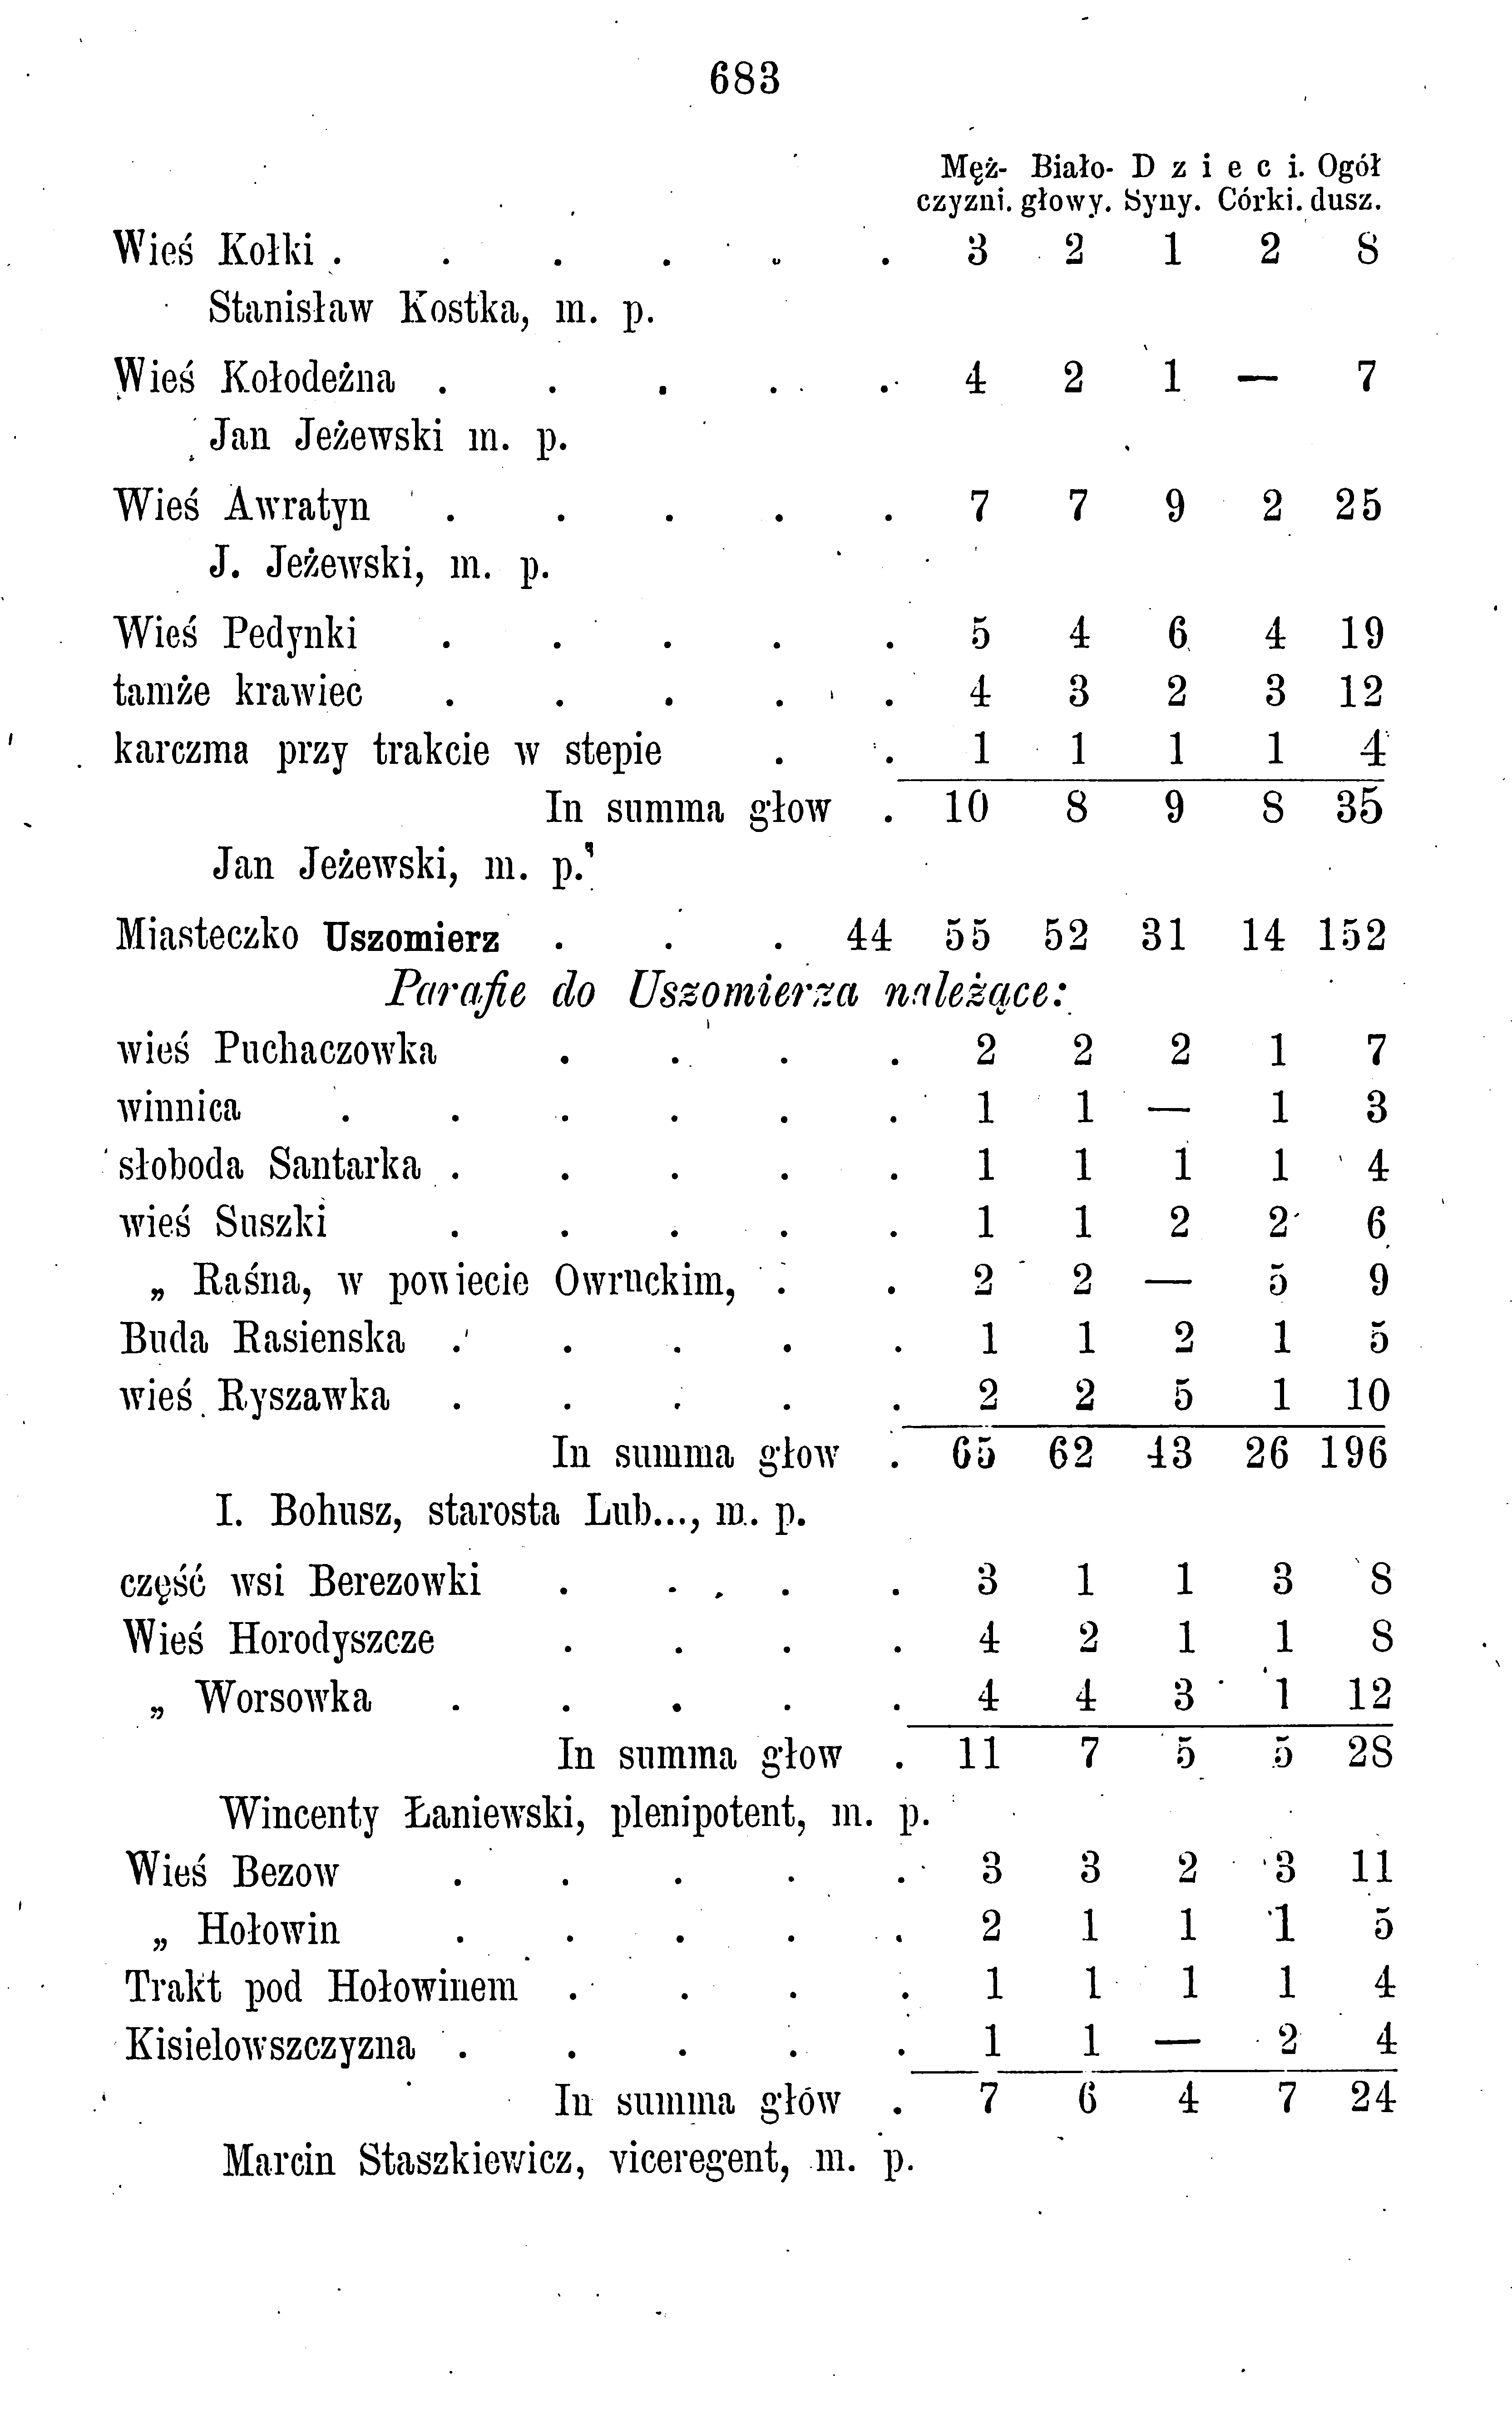 683
Męż- Biało- D z i e c i. Ogół
czyzni. głowy. Syny. Córki. dusz.
Wieś Kołki . . . . . . 3 2 1 2 8
Stanisław Kostka, m. p.
Wieś Kołodeżna . . . . . 4 2 1 — 7
Jan Jeżewski m. p.
Wieś Awratyn . . . . . 7 7 9 2 25
J. Jeżewski, m. p.
Wieś Pedynki . . . . . 5 4 6 4 19
tamże krawiec . . . . . 4 3 2 3 12
karczma przy trakcie w stepie . . 1 1 1 1 4
In summa głow . 10 8 9 8 35
Jan Jeżewski, m. p.
Miasteczko Uszomierz . . . 44 55 52 31 14 152
Parafie do Uszomierza należące:
wieś Puchaczowka . . . . 2 2 2 1 7
winnica . . . . . . 1 1 — 1 3
słoboda Santarka . . . . . 1 1 1 1 4
wieś Suszki . . . . . 1 1 2 2 6
„ Raśna, w powiecie Owruckim, . . 2 2 — 5 9
Buda Rasienska . . . . . 1 1 2 1 5
wieś Ryszawka . . . . . 2 2 5 1 10
In summa głow . 65 62 43 26 196
I. Bohusz, starosta Lub..., m. p.
część wsi Berezowki . . . . 3 1 1 3 8
Wieś Horodyszcze . . . . 4 2 1 1 8
„ Worsowka . . . . . 4 4 3 1 12
In summa głow . 11 7 5 5 28
Wincenty Łaniewski, plenipotent, m. p.
Wieś Bezow . . . . . 3 3 2 3 11
„ Hołowin . . . . . 2 1 1 1 5
Trakt pod Hołowinem . . . . 1 1 1 1 4
Kisielowszczyzna . . . . . 1 1 — 2 4
In summa głów . 7 6 4 7 24
Marcin Staszkiewicz, viceregent, m. p.